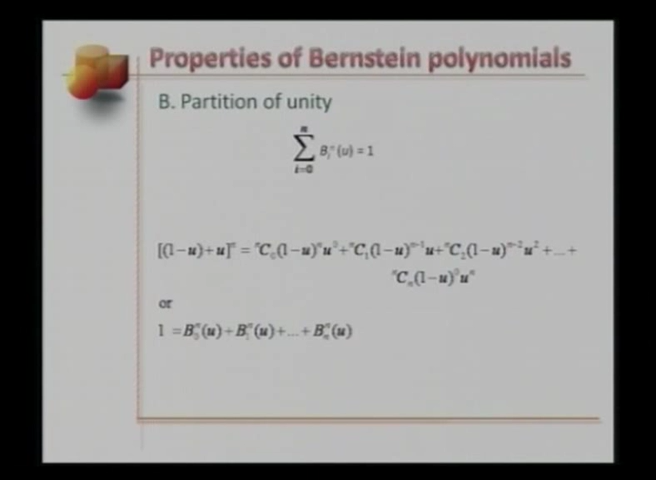 Properties of Bernstein polynomials
B. Partition of unity
∑_{i=0}^{n} B_i^n (u) = 1
[(1−u)+u]^n = ^nC_0(1−u)^n u^0 + ^nC_1(1−u)^{n−1} u + ^nC_2(1−u)^{n−2} u^2 + ... +
^nC_n(1−u)^0 u^n
or
1 = B_0^n(u) + B_1^n(u) + ... + B_n^n(u)